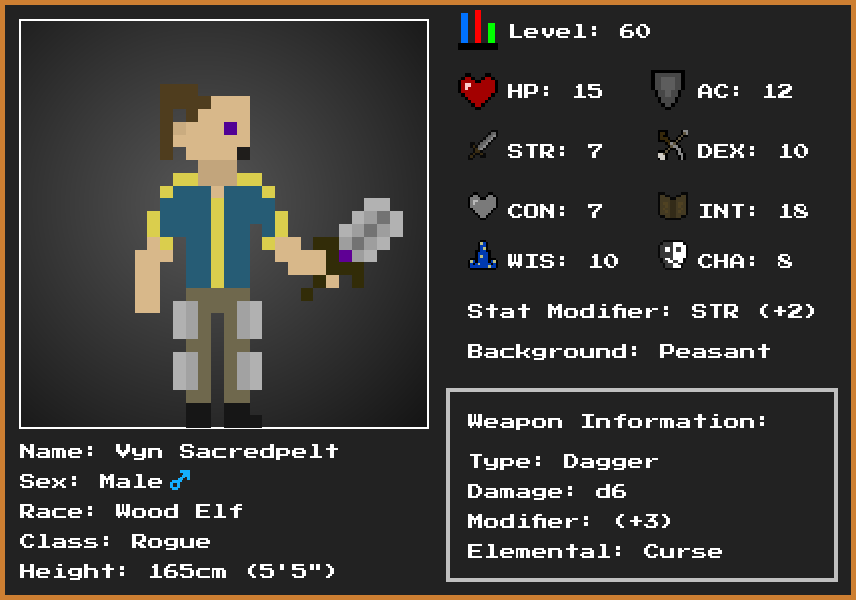 Level: 60
HP: 15 AC: 12
STR: 7 DEX: 10
CON: 7 INT: 18
WIS: 10 CHA: 8
Stat Modifier: STR (+2)
Background: Peasant
Weapon Information:
Type: Dagger
Damage: d6
Modifier: (+3)
Elemental: Curse
Name: Vyn Sacredpelt
Sex: Male ♂
Race: Wood Elf
Class: Rogue
Height: 165cm (5'5")